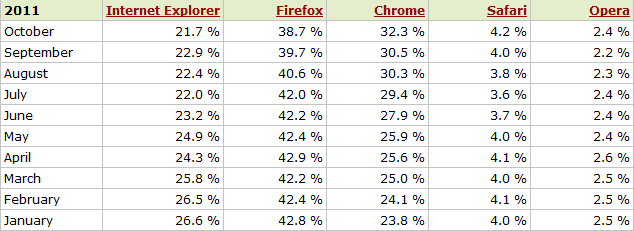 2011 Internet Explorer Firefox Chrome Safari Opera
October 21.7 % 38.7 % 32.3 % 4.2 % 2.4 %
September 22.9 % 39.7 % 30.5 % 4.0 % 2.2 %
August 22.4 % 40.6 % 30.3 % 3.8 % 2.3 %
July 22.0 % 42.0 % 29.4 % 3.6 % 2.4 %
June 23.2 % 42.2 % 27.9 % 3.7 % 2.4 %
May 24.9 % 42.4 % 25.9 % 4.0 % 2.4 %
April 24.3 % 42.9 % 25.6 % 4.1 % 2.6 %
March 25.8 % 42.2 % 25.0 % 4.0 % 2.5 %
February 26.5 % 42.4 % 24.1 % 4.1 % 2.5 %
January 26.6 % 42.8 % 23.8 % 4.0 % 2.5 %